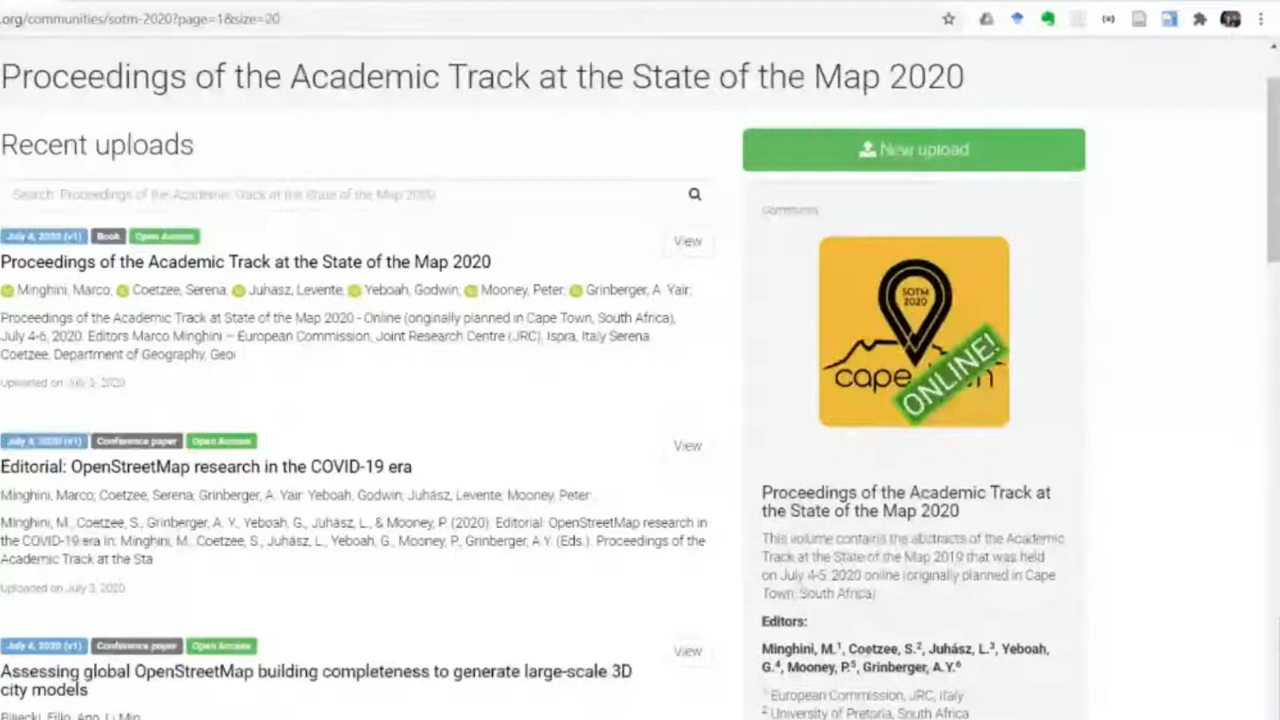 .org/communities/sotm-2020?page=1&size=20
Proceedings of the Academic Track at the State of the Map 2020
Recent uploads
New upload
Search: Proceedings of the Academic Track at the State of the Map 2020
Community
July 4, 2020 (v1) Book Open Access
View
Proceedings of the Academic Track at the State of the Map 2020
Minghini, Marco; Coetzee, Serena; Juhász, Levente; Yeboah, Godwin; Mooney, Peter; Grinberger, A. Yair;
Proceedings of the Academic Track at State of the Map 2020 - Online (originally planned in Cape Town, South Africa),
July 4-5, 2020. Editors Marco Minghini – European Commission, Joint Research Centre (JRC), Ispra, Italy Serena
Coetzee, Department of Geography, Geoi
Uploaded on July 3, 2020
July 4, 2020 (v1) Conference paper Open Access
View
Editorial: OpenStreetMap research in the COVID-19 era
Minghini, Marco; Coetzee, Serena; Grinberger, A. Yair; Yeboah, Godwin; Juhász, Levente; Mooney, Peter;
Minghini, M., Coetzee, S., Grinberger, A. Y., Yeboah, G., Juhász, L., & Mooney, P. (2020). Editorial: OpenStreetMap research in
the COVID-19 era In: Minghini, M., Coetzee, S., Juhász, L., Yeboah, G., Mooney, P., Grinberger, A.Y. (Eds.). Proceedings of the
Academic Track at the Sta
Uploaded on July 3, 2020
July 4, 2020 (v1) Conference paper Open Access
View
Assessing global OpenStreetMap building completeness to generate large-scale 3D
city models
Biljecki, Filip; Ang, Li Min;
SOTM
2020
cape
ONLINE!
Proceedings of the Academic Track at
the State of the Map 2020
This volume contains the abstracts of the Academic
Track at the State of the Map 2019 that was held
on July 4-5, 2020 online (originally planned in Cape
Town, South Africa)
Editors:
Minghini, M.¹, Coetzee, S.², Juhász, L.³, Yeboah,
G.⁴, Mooney, P.⁵, Grinberger, A.Y.⁶
¹ European Commission, JRC, Italy
² University of Pretoria, South Africa